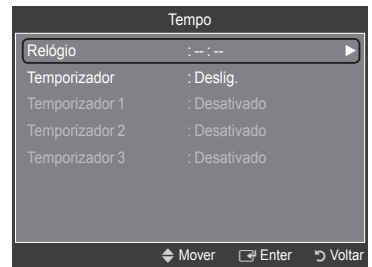 Tempo
Relógio : -- : --
Temporizador : Deslig.
Temporizador 1 : Desativado
Temporizador 2 : Desativado
Temporizador 3 : Desativado
Mover Enter Voltar